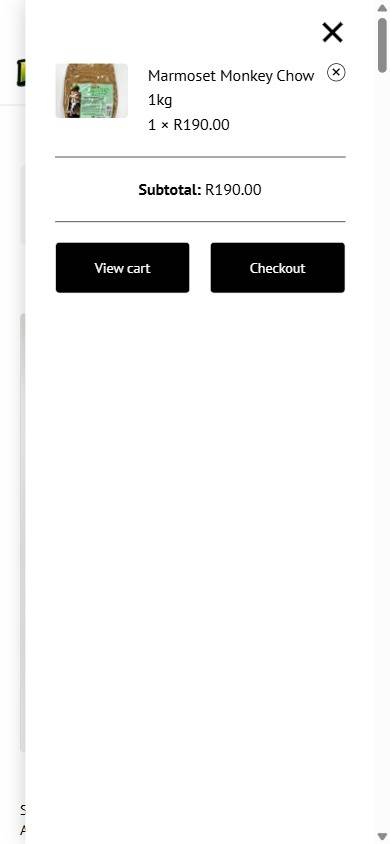 Marmoset Monkey Chow
1kg
1 × R190.00
Subtotal: R190.00
View cart
Checkout